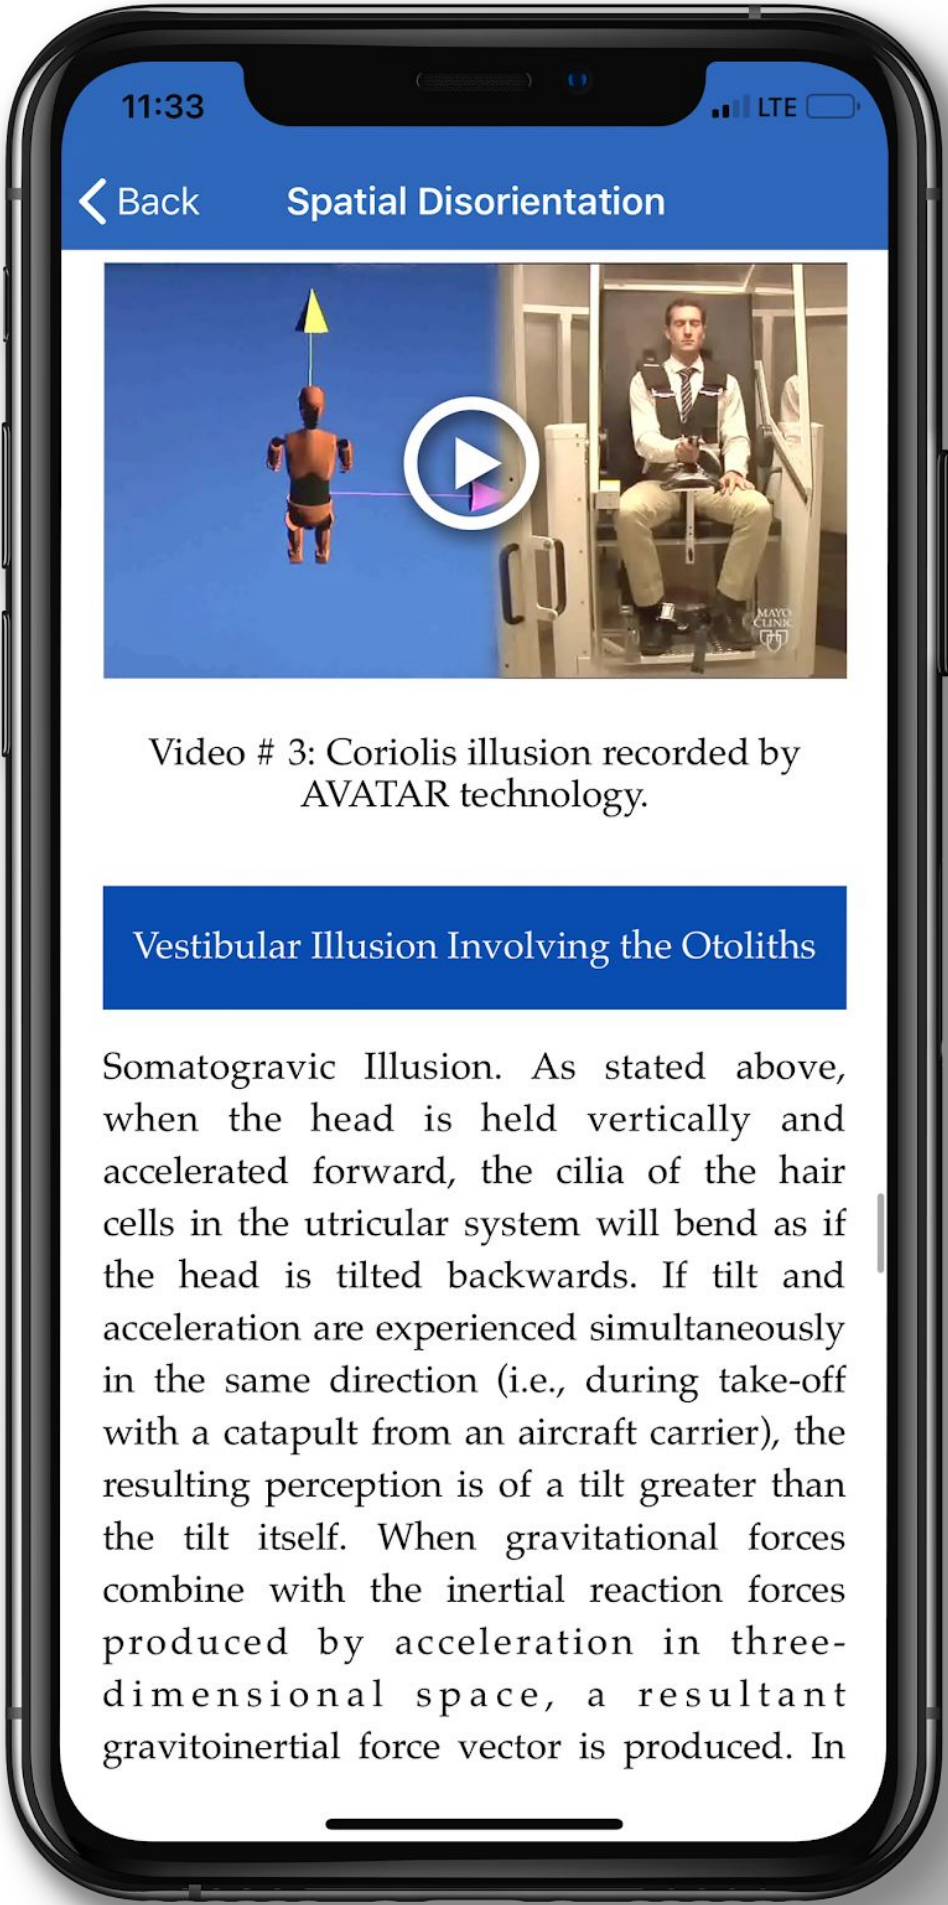 11:33
LTE
Back
Spatial Disorientation
MAYO
CLINIC
Video # 3: Coriolis illusion recorded by
AVATAR technology.
Vestibular Illusion Involving the Otoliths
Somatogravic Illusion. As stated above,
when the head is held vertically and
accelerated forward, the cilia of the hair
cells in the utricular system will bend as if
the head is tilted backwards. If tilt and
acceleration are experienced simultaneously
in the same direction (i.e., during take-off
with a catapult from an aircraft carrier), the
resulting perception is of a tilt greater than
the tilt itself. When gravitational forces
combine with the inertial reaction forces
produced by acceleration in three-
dimensional space, a resultant
gravitoinertial force vector is produced. In